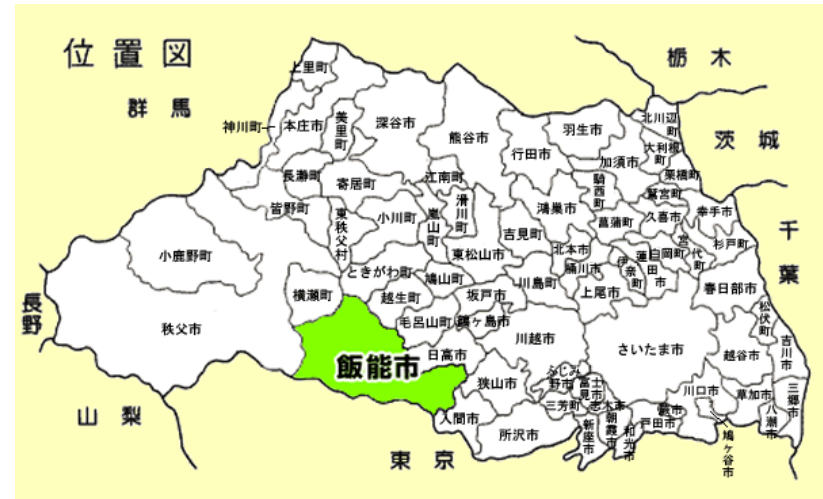 位置図
栃木
群馬
茨城
千葉
長野
山梨
東京
上里町
神川町
本庄市
美里町
深谷市
熊谷市
羽生市
北川辺町
大利根町
行田市
加須市
栗橋町
長瀞町
寄居町
江南町
騎西町
鷲宮町
皆野町
東秩父村
小川町
嵐山町
滑川町
鴻巣市
菖蒲町
久喜市
幸手市
吉見町
小鹿野町
東松山市
北本市
白岡町
宮代町
杉戸町
ときがわ町
鳩山町
桶川市
伊奈町
蓮田市
横瀬町
越生町
坂戸市
川島町
上尾市
春日部市
秩父市
毛呂山町
鶴ヶ島市
松伏町
川越市
さいたま市
越谷市
吉川市
飯能市
日高市
狭山市
ふじみ野市
富士見市
川口市
草加市
三郷市
三芳町
志木市
蕨市
八潮市
入間市
所沢市
新座市
朝霞市
和光市
戸田市
鳩ヶ谷市